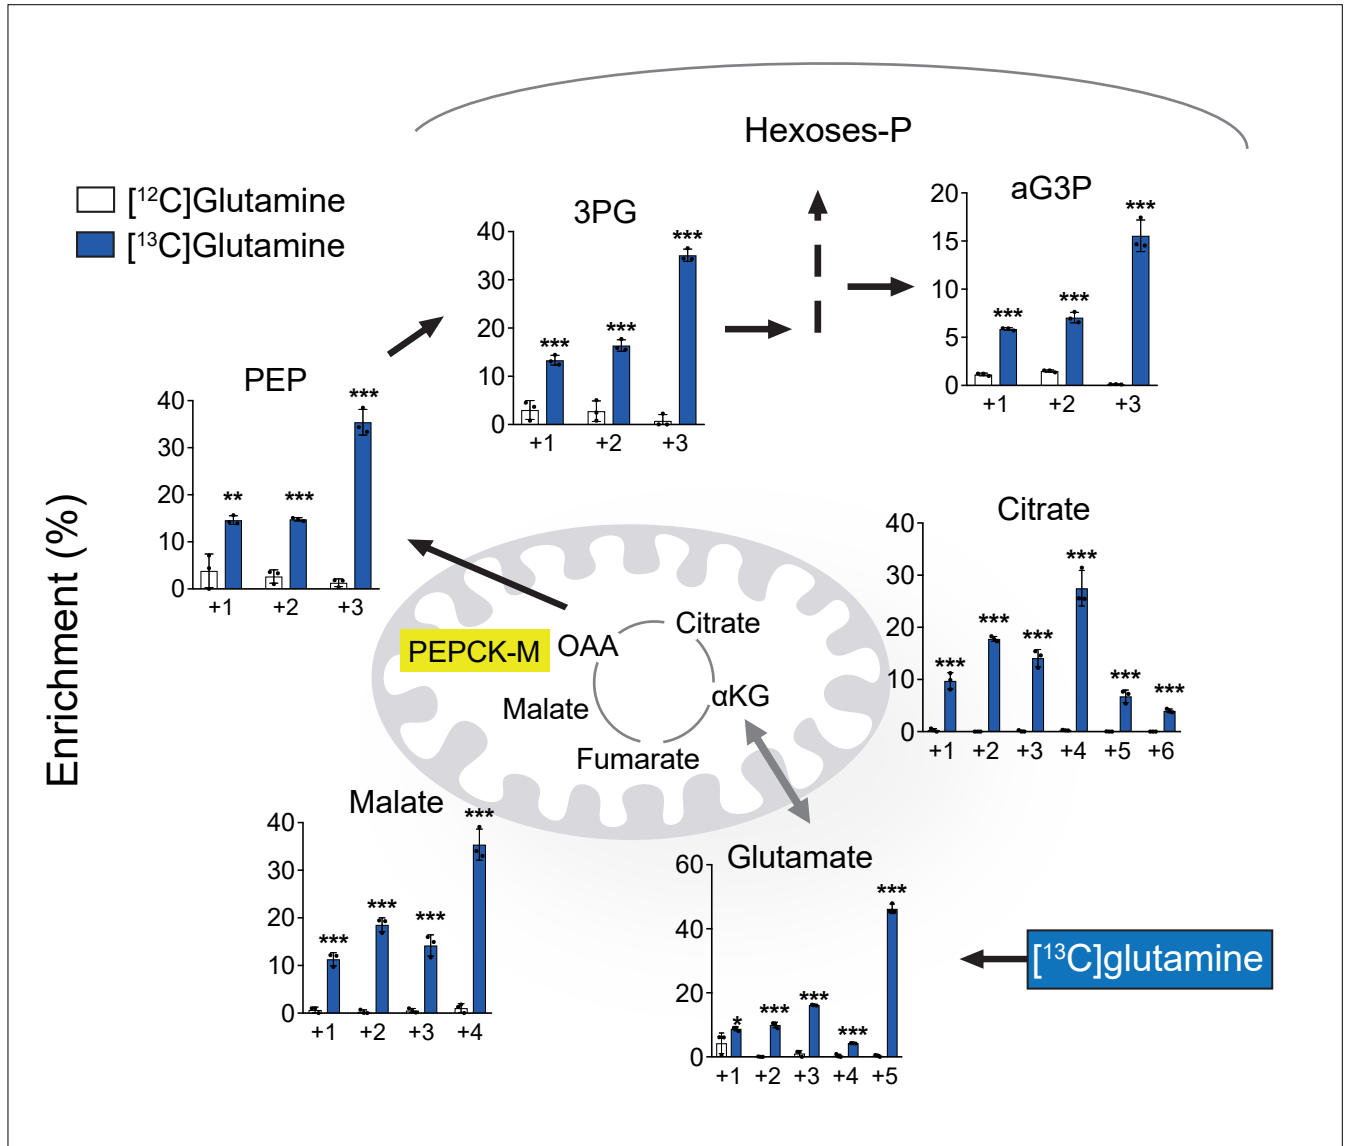 Hexoses-P
[12C]Glutamine
[13C]Glutamine
3PG
40
30
20
10
0
***
***
***
+1 +2 +3
aG3P
20
15
10
5
0
***
***
***
+1 +2 +3
PEP
40
30
20
10
0
**
***
***
+1 +2 +3
Enrichment (%)
Citrate
40
30
20
10
0
***
***
***
***
***
***
+1 +2 +3 +4 +5 +6
PEPCK-M
OAA
Citrate
αKG
Malate
Fumarate
Malate
40
30
20
10
0
***
***
***
***
+1 +2 +3 +4
Glutamate
60
40
20
0
*
***
***
***
***
+1 +2 +3 +4 +5
[13C]glutamine